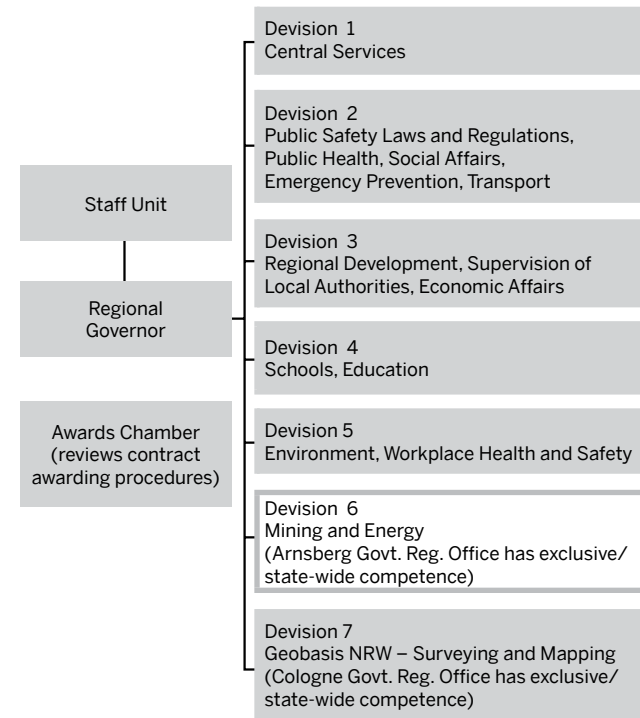 Staff Unit
Regional
Governor
Awards Chamber
(reviews contract
awarding procedures)
Devision 1
Central Services
Devision 2
Public Safety Laws and Regulations,
Public Health, Social Affairs,
Emergency Prevention, Transport
Devision 3
Regional Development, Supervision of
Local Authorities, Economic Affairs
Devision 4
Schools, Education
Devision 5
Environment, Workplace Health and Safety
Devision 6
Mining and Energy
(Arnsberg Govt. Reg. Office has exclusive/
state-wide competence)
Devision 7
Geobasis NRW – Surveying and Mapping
(Cologne Govt. Reg. Office has exclusive/
state-wide competence)